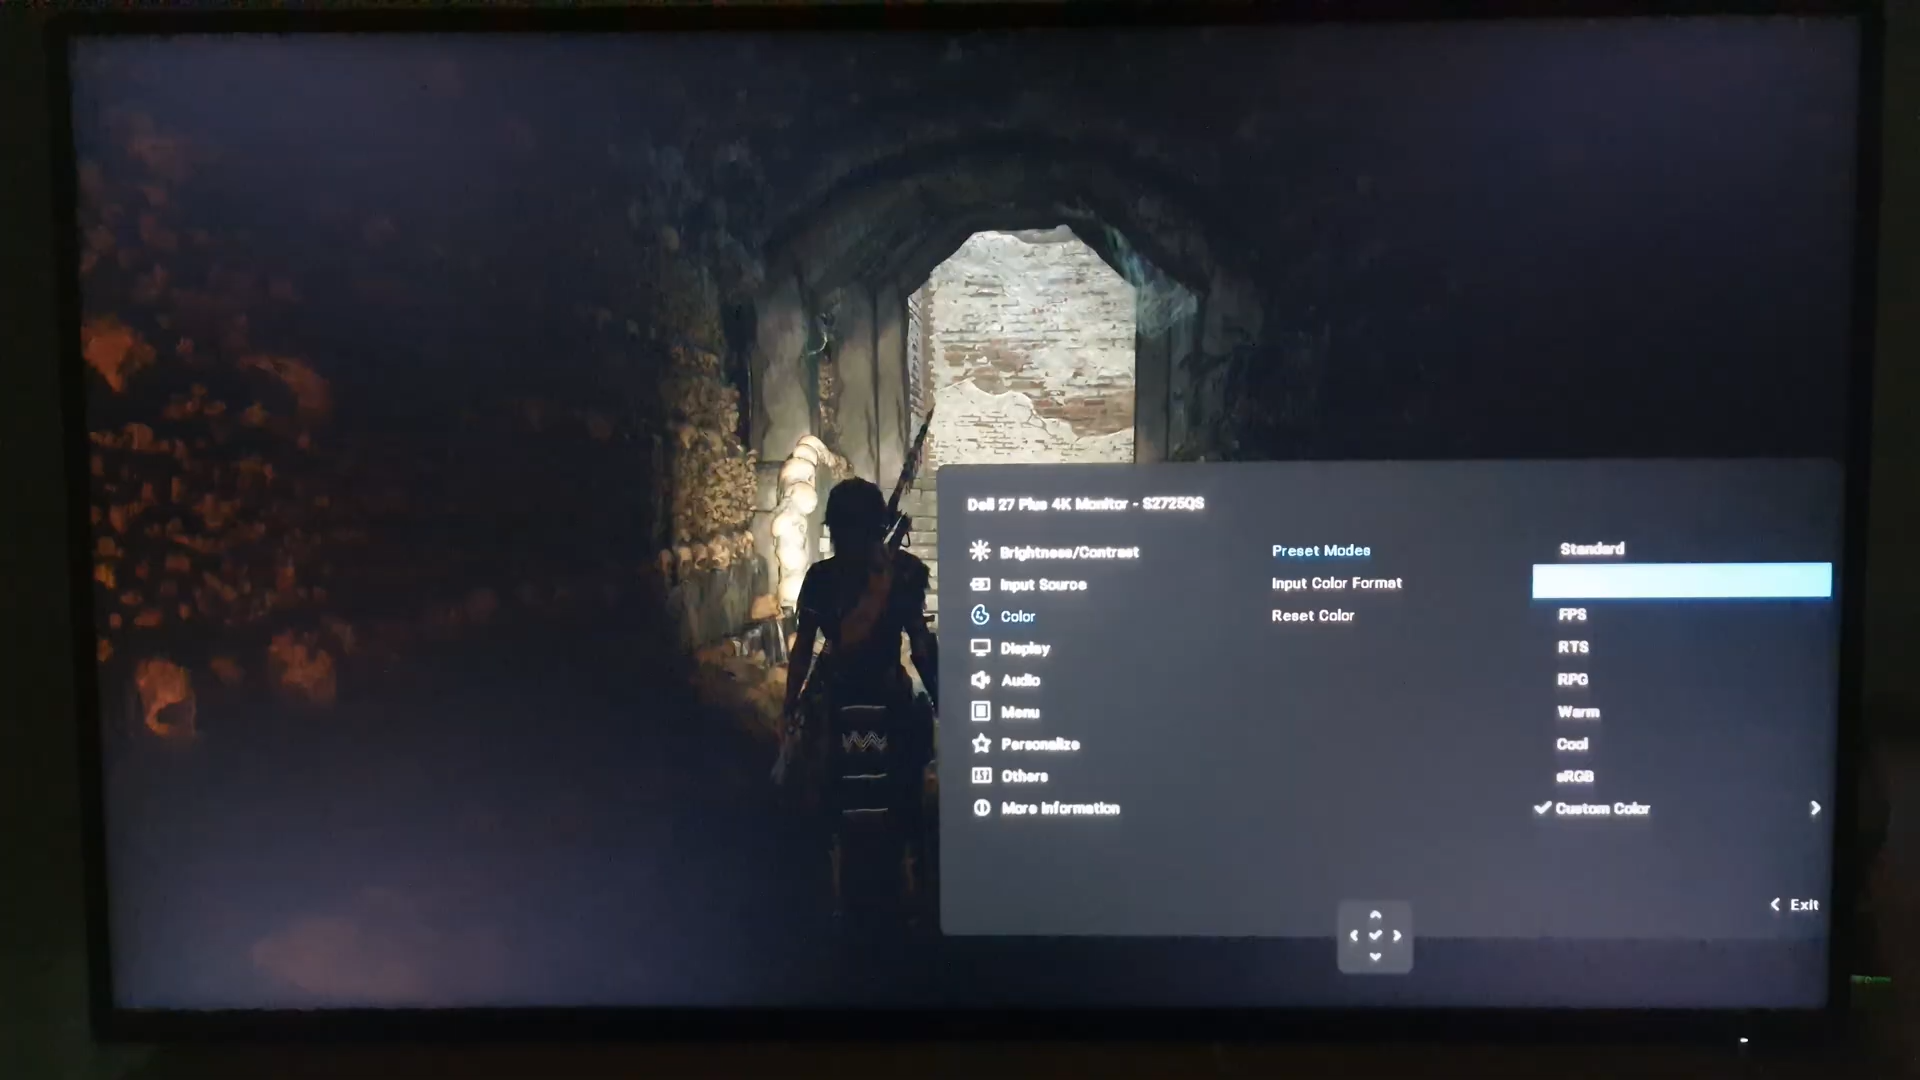 Dell 27 Plus 4K Monitor - S2725QS
Brightness/Contrast
Input Source
Color
Display
Audio
Menu
Personalize
Others
More Information
Preset Modes
Input Color Format
Reset Color
Standard
FPS
RTS
RPG
Warm
Cool
sRGB
Custom Color
Exit